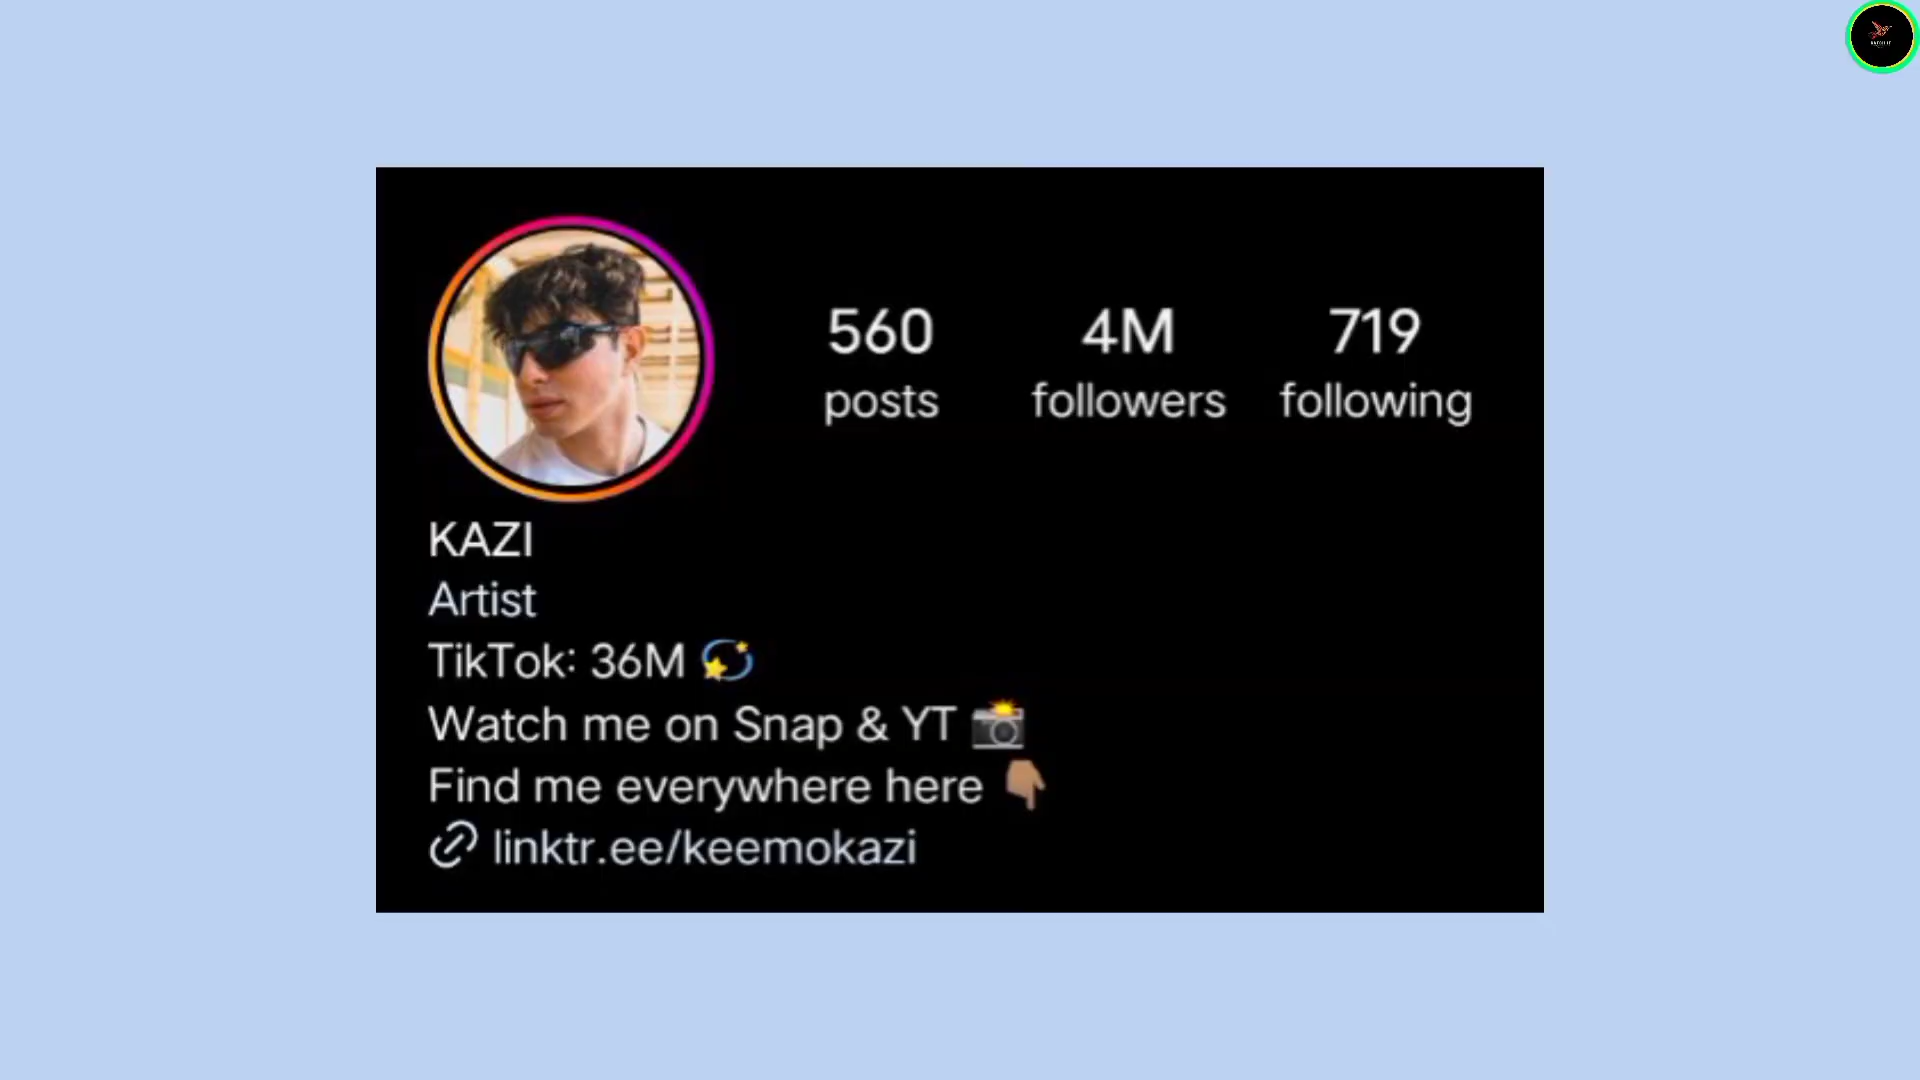 560 4M 719
posts followers following
KAZI
Artist
TikTok: 36M 💫
Watch me on Snap & YT 📸
Find me everywhere here 👇🏽
linktr.ee/keemokazi